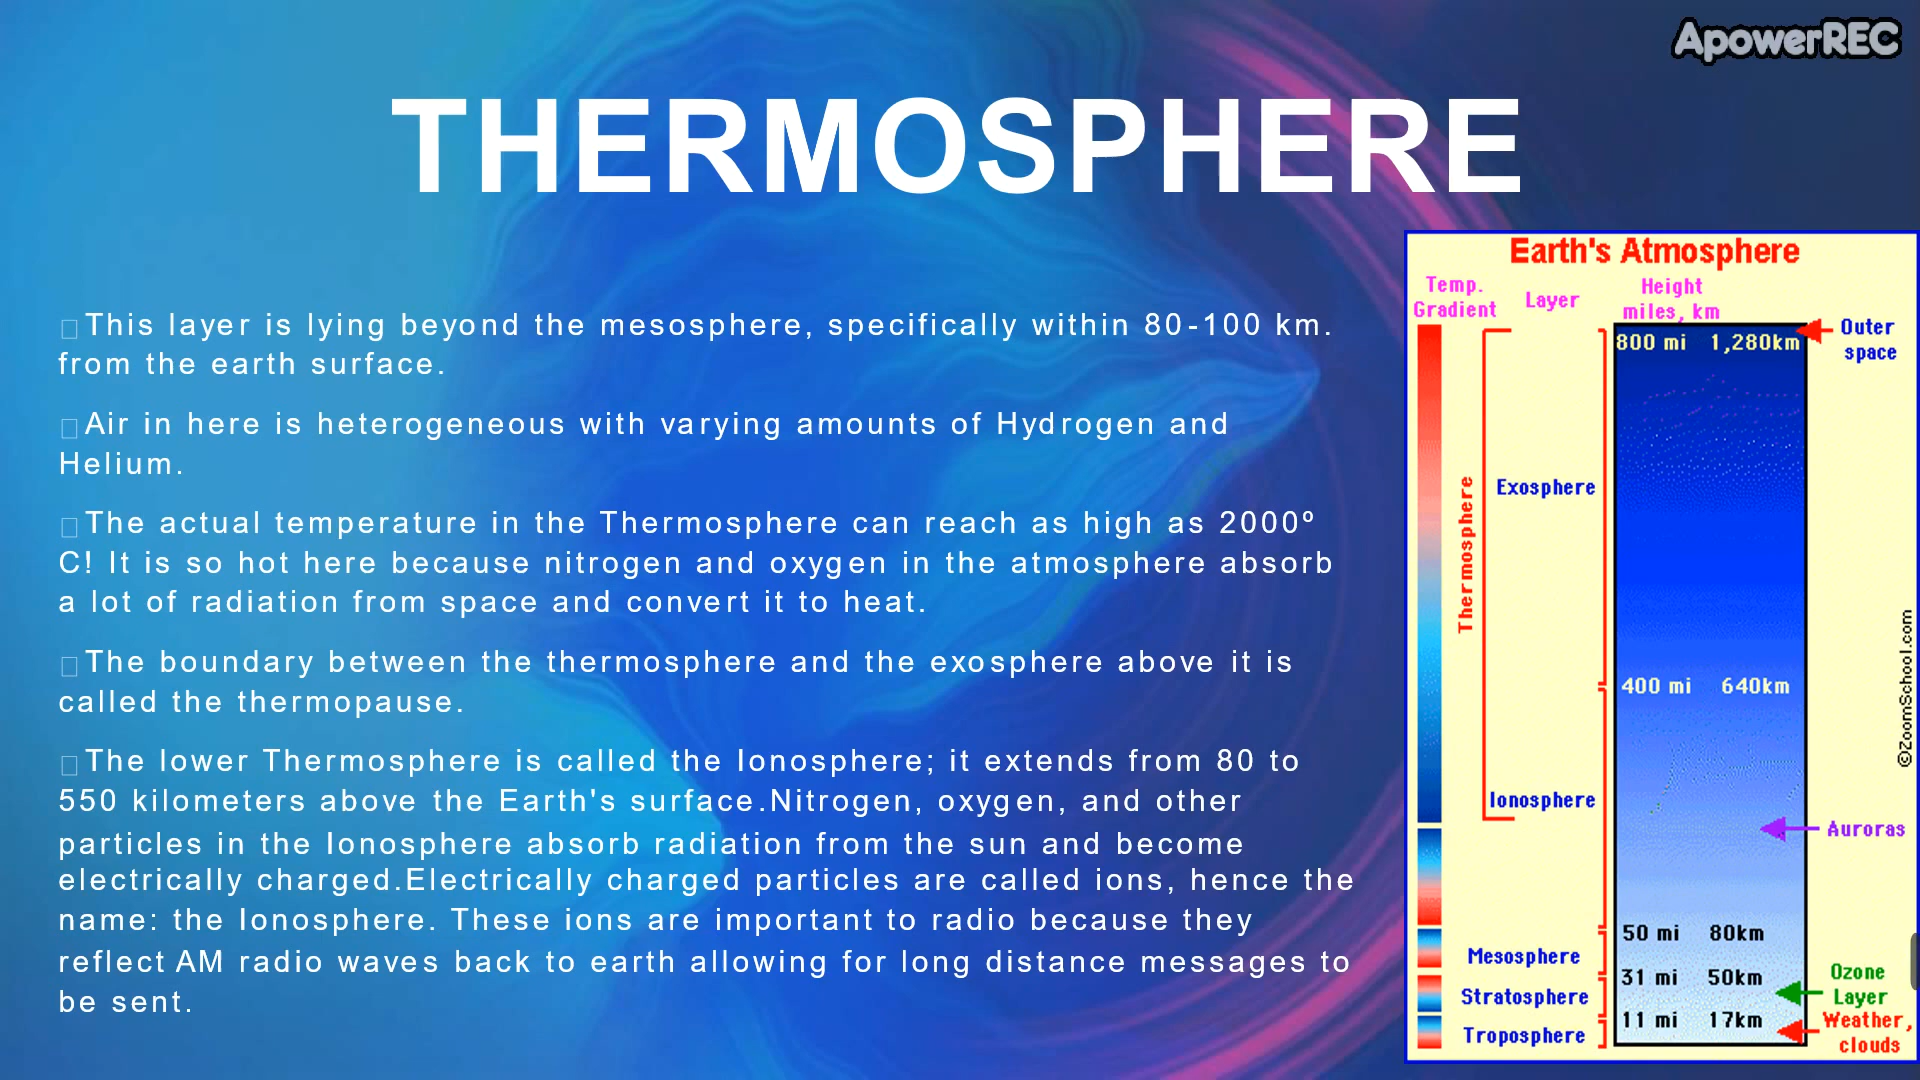 ApowerREC
THERMOSPHERE
This layer is lying beyond the mesosphere, specifically within 80-100 km.
from the earth surface.
Air in here is heterogeneous with varying amounts of Hydrogen and
Helium.
The actual temperature in the Thermosphere can reach as high as 2000º
C! It is so hot here because nitrogen and oxygen in the atmosphere absorb
a lot of radiation from space and convert it to heat.
The boundary between the thermosphere and the exosphere above it is
called the thermopause.
The lower Thermosphere is called the Ionosphere; it extends from 80 to
550 kilometers above the Earth's surface.Nitrogen, oxygen, and other
particles in the Ionosphere absorb radiation from the sun and become
electrically charged.Electrically charged particles are called ions, hence the
name: the Ionosphere. These ions are important to radio because they
reflect AM radio waves back to earth allowing for long distance messages to
be sent.
Earth's Atmosphere
Temp.
Gradient
Layer
Height
miles, km
Outer
space
800 mi 1,280km
Exosphere
Thermosphere
400 mi 640km
Ionosphere
Auroras
50 mi 80km
Mesosphere
31 mi 50km
Ozone
Layer
Stratosphere
11 mi 17km
Weather,
clouds
Troposphere
©ZoomSchool.com